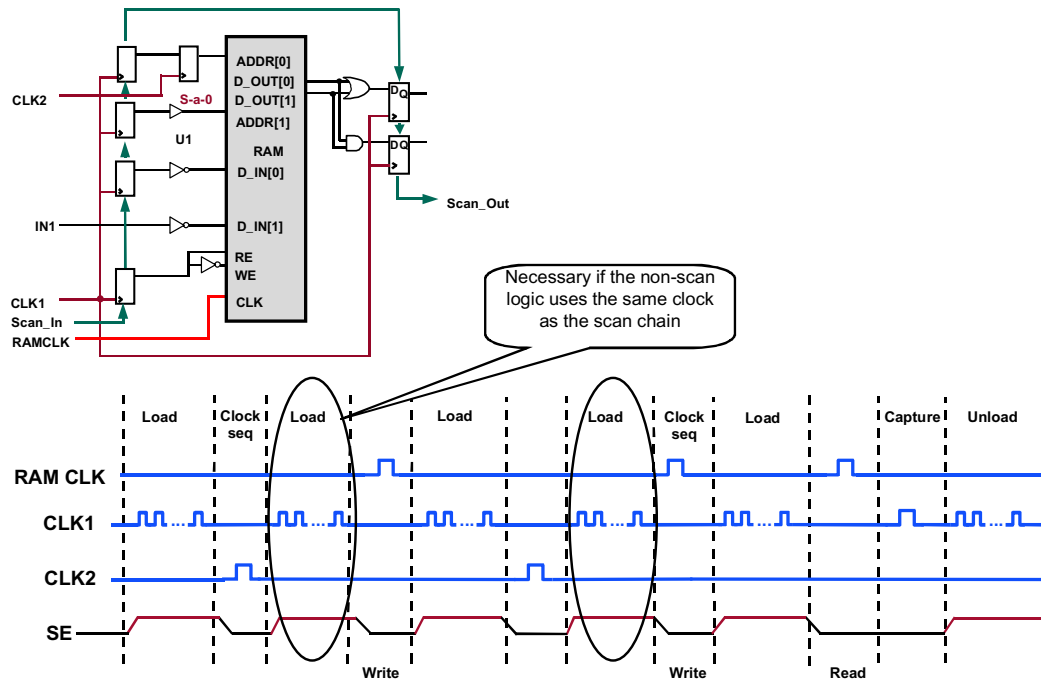 ADDR[0]
D_OUT[0]
CLK2
S-a-0
D_OUT[1]
ADDR[1]
U1
RAM
D_IN[0]
IN1
D_IN[1]
RE
WE
CLK1
CLK
Scan_In
RAMCLK
D Q
D Q
Scan_Out
Necessary if the non-scan
logic uses the same clock
as the scan chain
Load
Clock
seq
Load
Load
Load
Clock
seq
Load
Capture
Unload
RAM CLK
CLK1
CLK2
SE
Write
Write
Read